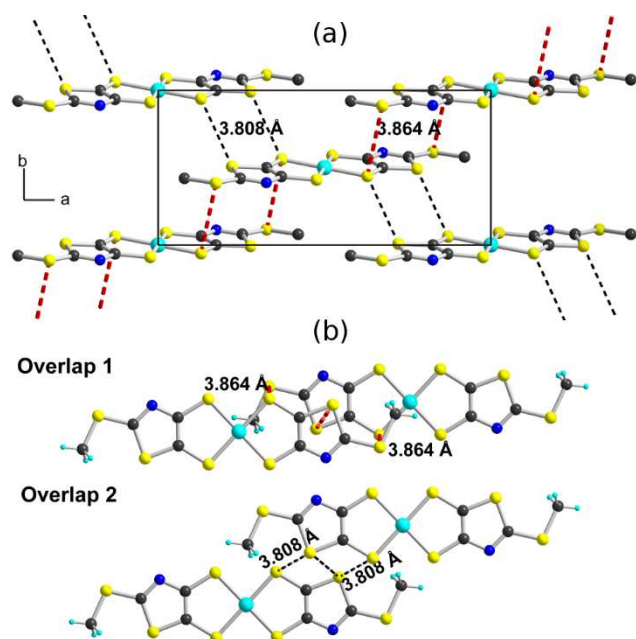 (a)
3.808 Å
3.864 Å
b
a
(b)
Overlap 1
3.864 Å
3.864 Å
Overlap 2
3.808 Å
3.808 Å